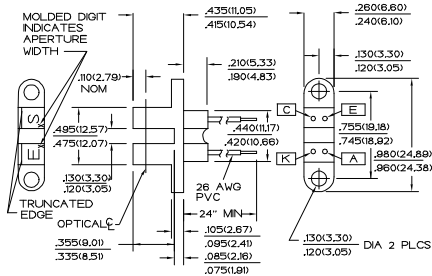 MOLDED DIGIT
INDICATES
APERTURE
WIDTH
.435(11,05)
.415(10,54)
.260(6,60)
.240(6,10)
.110(2,79)
NOM
.210(5,33)
.190(4,83)
.130(3,30)
.120(3,05)
S
E
.495(12,57)
.475(12,07)
.440(11,17)
.420(10,66)
C
E
K
A
.755(19,18)
.745(18,92)
.980(24,89)
.960(24,38)
.130(3,30)
.120(3,05)
TRUNCATED
EDGE
OPTICAL ℄
26 AWG
PVC
24" MIN
.355(9,01)
.335(8,51)
.105(2,67)
.095(2,41)
.085(2,16)
.075(1,91)
.130(3,30)
.120(3,05)
DIA 2 PLCS